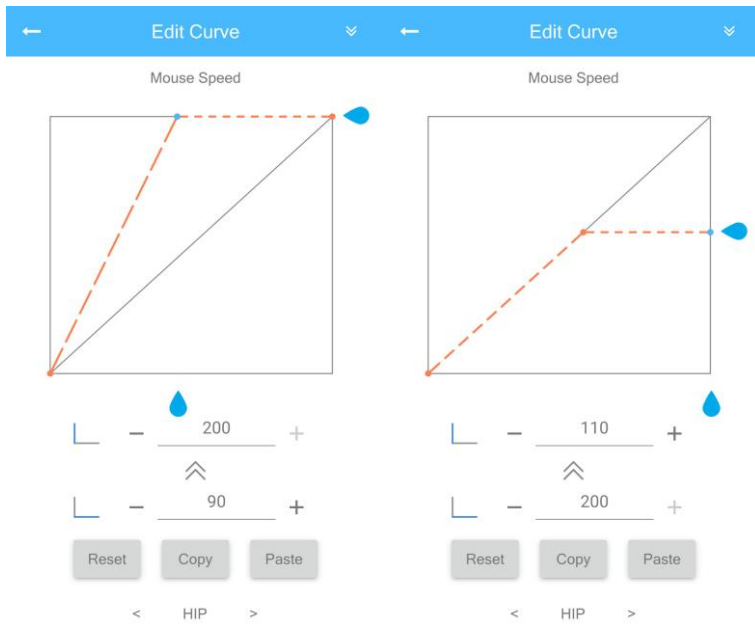 Edit Curve
Mouse Speed
200
90
Reset Copy Paste
< HIP >
Edit Curve
Mouse Speed
110
200
Reset Copy Paste
< HIP >